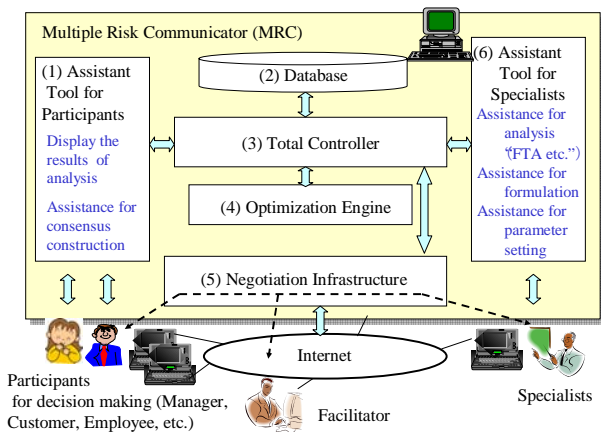 Multiple Risk Communicator (MRC)
(1) Assistant
Tool for
Participants
Display the
results of
analysis
Assistance for
consensus
construction
(2) Database
(3) Total Controller
(4) Optimization Engine
(5) Negotiation Infrastructure
(6) Assistant
Tool for
Specialists
Assistance for
analysis
“FTA etc.”)
Assistance for
formulation
Assistance for
parameter
setting
Internet
Participants
for decision making (Manager,
Customer, Employee, etc.)
Facilitator
Specialists